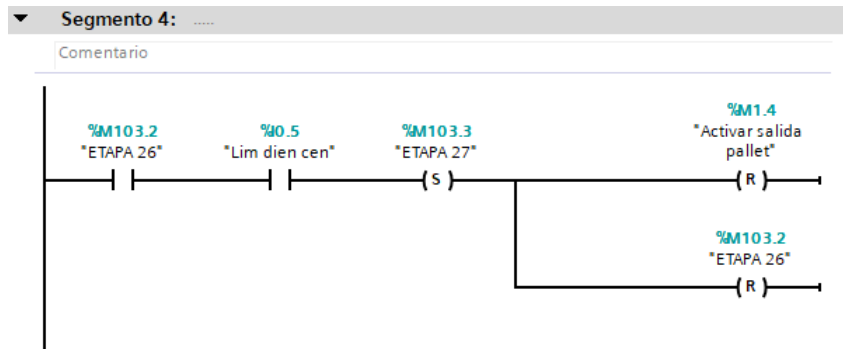 Segmento 4: .....
Comentario
%M103.2
"ETAPA 26"
%I0.5
"Lim dien cen"
%M103.3
"ETAPA 27"
( S )
%M1.4
"Activar salida
pallet"
( R )
%M103.2
"ETAPA 26"
( R )